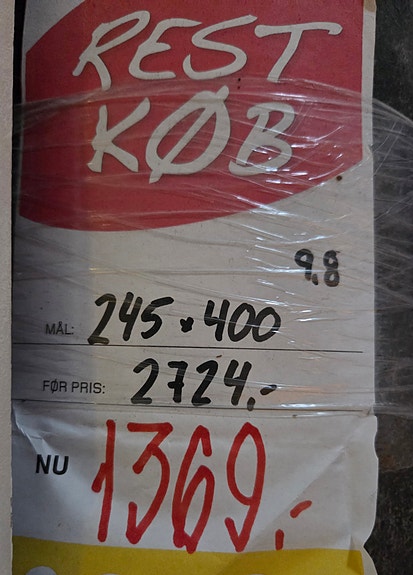 REST
KØB
9,8
MÅL: 245 × 400
FØR PRIS: 2724,-
NU 1369,-